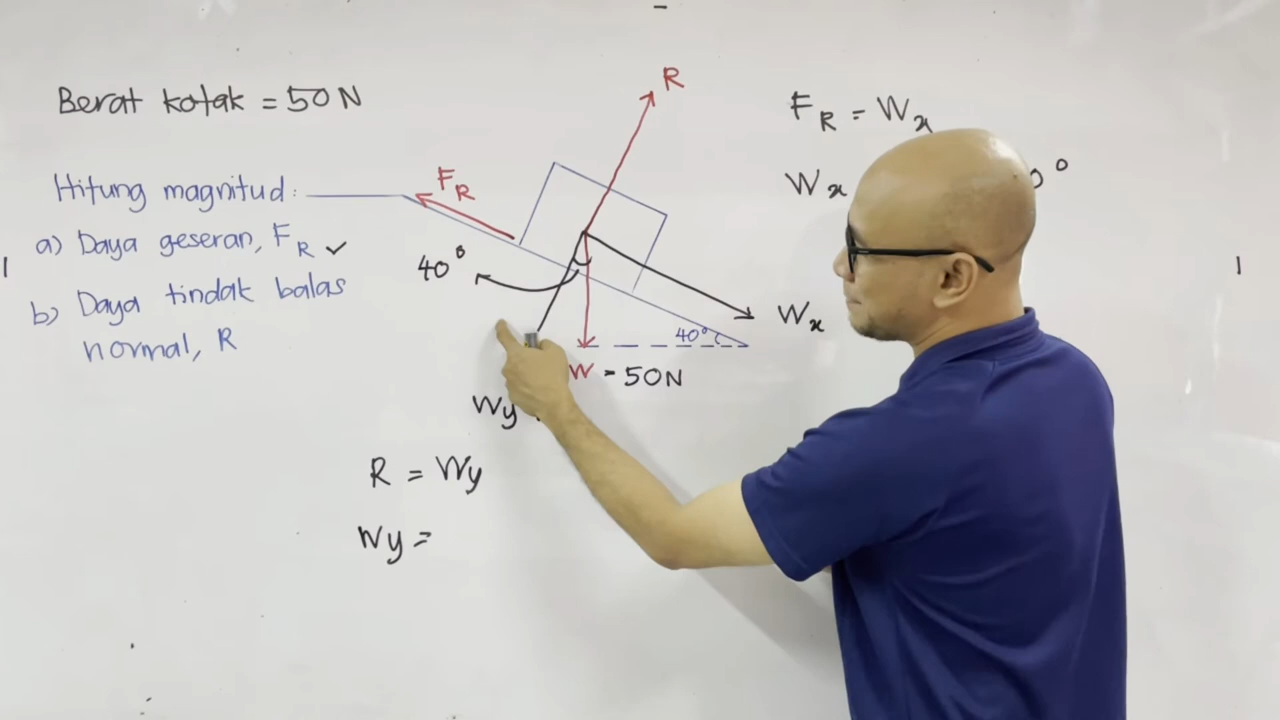 Berat kotak = 50 N
Hitung magnitud:
a) Daya geseran, F_R ✓
b) Daya tindak balas
normal, R
R
F_R
40°
40°
W_x
W = 50N
Wy
R = Wy
Wy =
F_R = W_x
W_x